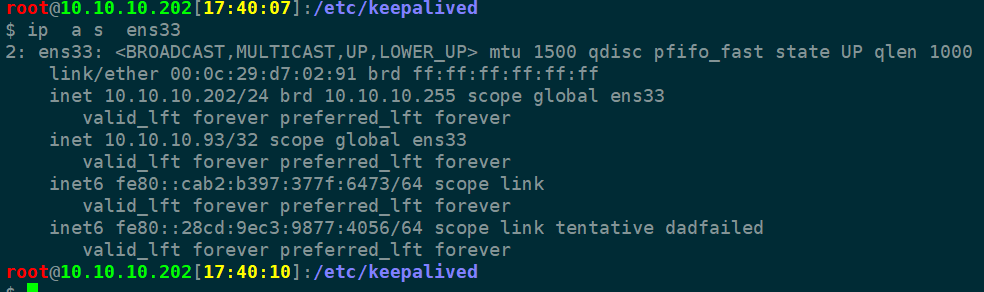 root@10.10.10.202[17:40:07]:/etc/keepalived
$ ip  a s  ens33
2: ens33: <BROADCAST,MULTICAST,UP,LOWER_UP> mtu 1500 qdisc pfifo_fast state UP qlen 1000
    link/ether 00:0c:29:d7:02:91 brd ff:ff:ff:ff:ff:ff
    inet 10.10.10.202/24 brd 10.10.10.255 scope global ens33
       valid_lft forever preferred_lft forever
    inet 10.10.10.93/32 scope global ens33
       valid_lft forever preferred_lft forever
    inet6 fe80::cab2:b397:377f:6473/64 scope link
       valid_lft forever preferred_lft forever
    inet6 fe80::28cd:9ec3:9877:4056/64 scope link tentative dadfailed
       valid_lft forever preferred_lft forever
root@10.10.10.202[17:40:10]:/etc/keepalived
$